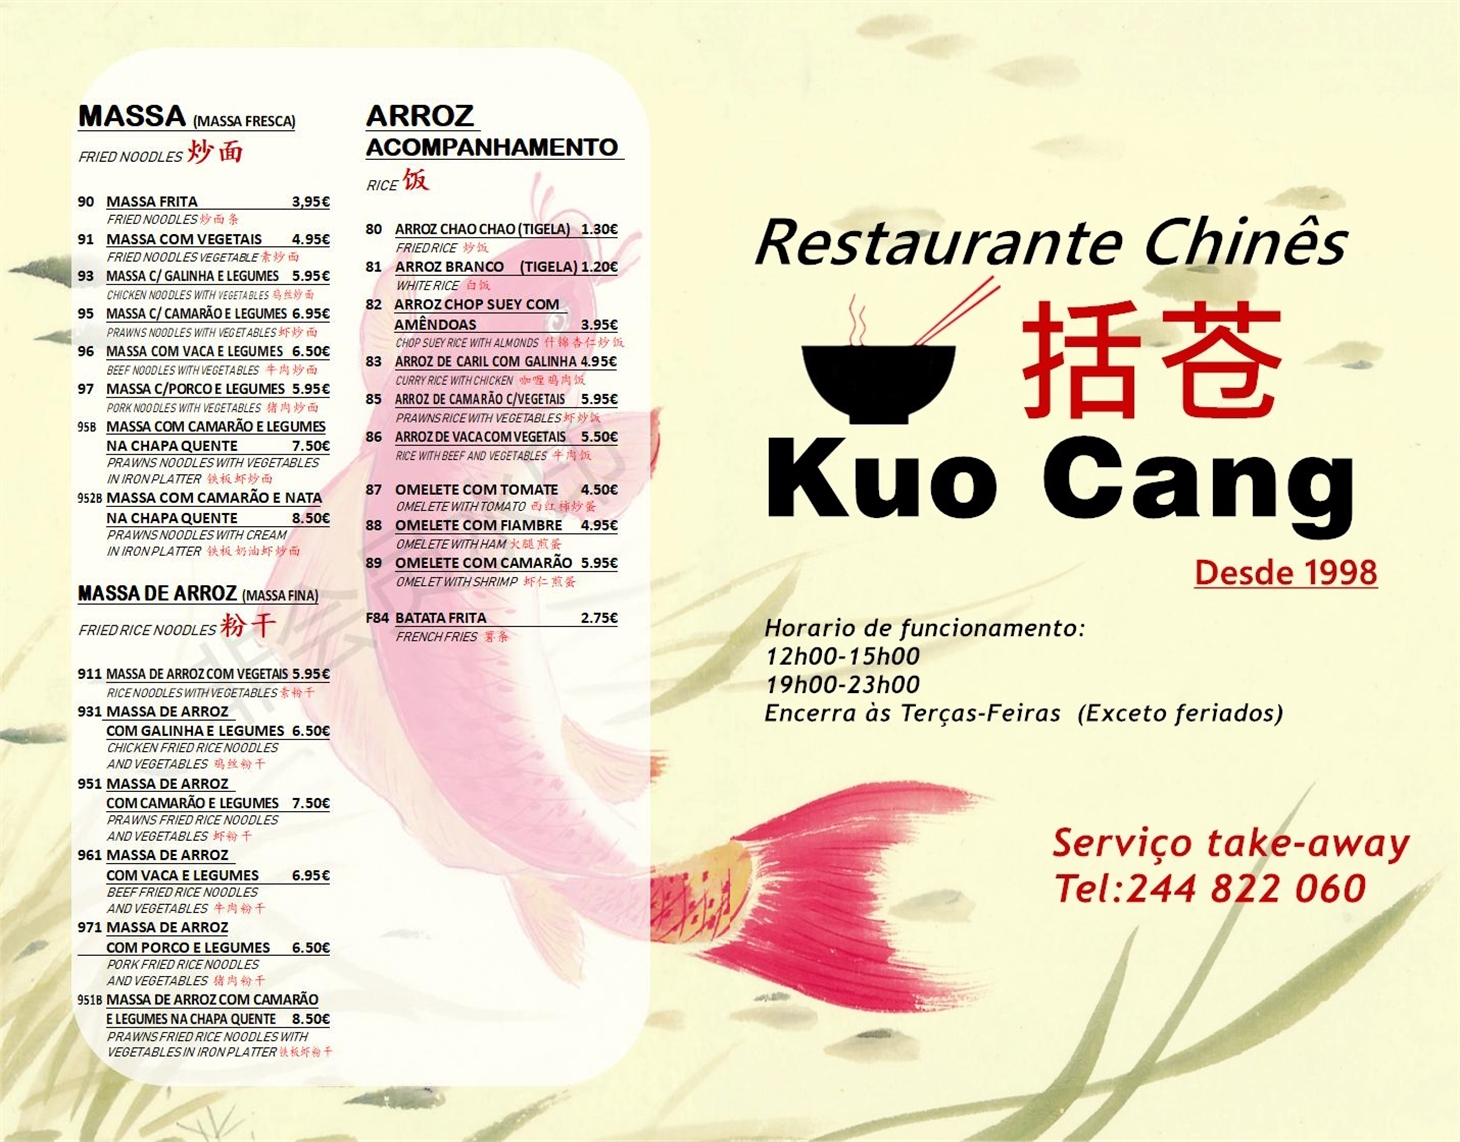 MASSA (MASSA FRESCA)
FRIED NOODLES 炒面
90 MASSA FRITA 3,95€
FRIED NOODLES 炒面条
91 MASSA COM VEGETAIS 4.95€
FRIED NOODLES VEGETABLE 素炒面
93 MASSA C/ GALINHA E LEGUMES 5.95€
CHICKEN NOODLES WITH VEGETABLES 鸡丝炒面
95 MASSA C/ CAMARÃO E LEGUMES 6.95€
PRAWNS NOODLES WITH VEGETABLES 虾炒面
96 MASSA COM VACA E LEGUMES 6.50€
BEEF NOODLES WITH VEGETABLES 牛肉炒面
97 MASSA C/PORCO E LEGUMES 5.95€
PORK NOODLES WITH VEGETABLES 猪肉炒面
95B MASSA COM CAMARÃO E LEGUMES
NA CHAPA QUENTE 7.50€
PRAWNS NOODLES WITH VEGETABLES
IN IRON PLATTER 铁板虾炒面
952B MASSA COM CAMARÃO E NATA
NA CHAPA QUENTE 8.50€
PRAWNS NOODLES WITH CREAM
IN IRON PLATTER 铁板奶油虾炒面
MASSA DE ARROZ (MASSA FINA)
FRIED RICE NOODLES 粉干
911 MASSA DE ARROZ COM VEGETAIS 5.95€
RICE NOODLES WITH VEGETABLES 素粉干
931 MASSA DE ARROZ
COM GALINHA E LEGUMES 6.50€
CHICKEN FRIED RICE NOODLES
AND VEGETABLES 鸡丝粉干
951 MASSA DE ARROZ
COM CAMARÃO E LEGUMES 7.50€
PRAWNS FRIED RICE NOODLES
AND VEGETABLES 虾粉干
961 MASSA DE ARROZ
COM VACA E LEGUMES 6.95€
BEEF FRIED RICE NOODLES
AND VEGETABLES 牛肉粉干
971 MASSA DE ARROZ
COM PORCO E LEGUMES 6.50€
PORK FRIED RICE NOODLES
AND VEGETABLES 猪肉粉干
951B MASSA DE ARROZ COM CAMARÃO
E LEGUMES NA CHAPA QUENTE 8.50€
PRAWNS FRIED RICE NOODLES WITH
VEGETABLES IN IRON PLATTER 铁板虾粉干
ARROZ
ACOMPANHAMENTO
RICE 饭
80 ARROZ CHAO CHAO (TIGELA) 1.30€
FRIED RICE 炒饭
81 ARROZ BRANCO (TIGELA) 1.20€
WHITE RICE 白饭
82 ARROZ CHOP SUEY COM
AMÊNDOAS 3.95€
CHOP SUEY RICE WITH ALMONDS 什锦杏仁炒饭
83 ARROZ DE CARIL COM GALINHA 4.95€
CURRY RICE WITH CHICKEN 咖喱鸡肉饭
85 ARROZ DE CAMARÃO C/VEGETAIS 5.95€
PRAWNS RICE WITH VEGETABLES 虾炒饭
86 ARROZ DE VACA COM VEGETAIS 5.50€
RICE WITH BEEF AND VEGETABLES 牛肉饭
87 OMELETE COM TOMATE 4.50€
OMELETE WITH TOMATO 西红柿炒蛋
88 OMELETE COM FIAMBRE 4.95€
OMELETE WITH HAM 火腿煎蛋
89 OMELETE COM CAMARÃO 5.95€
OMELET WITH SHRIMP 虾仁煎蛋
F84 BATATA FRITA 2.75€
FRENCH FRIES 薯条
Restaurante Chinês
括苍
Kuo Cang
Desde 1998
Horario de funcionamento:
12h00-15h00
19h00-23h00
Encerra às Terças-Feiras (Exceto feriados)
Serviço take-away
Tel:244 822 060